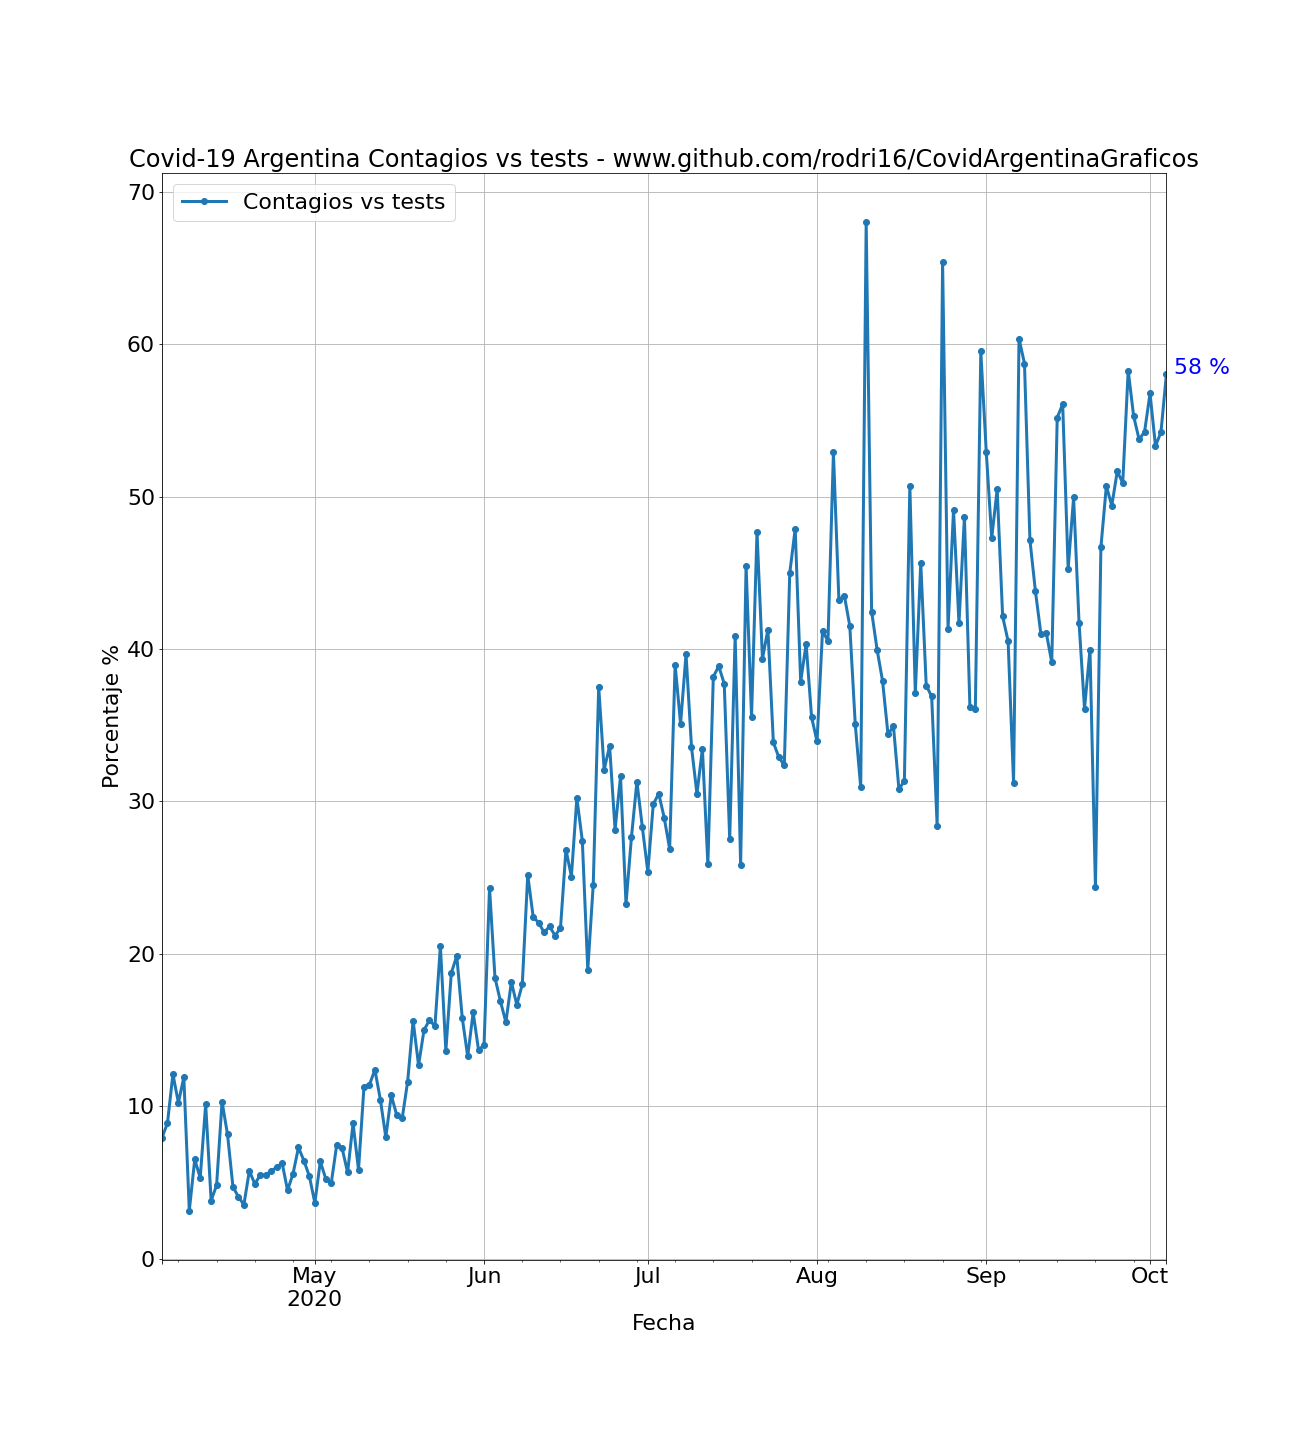 Covid-19 Argentina Contagios vs tests - www.github.com/rodri16/CovidArgentinaGraficos
Contagios vs tests
70
60
58 %
50
40
30
20
10
0
Porcentaje %
May Jun Jul Aug Sep Oct
2020
Fecha